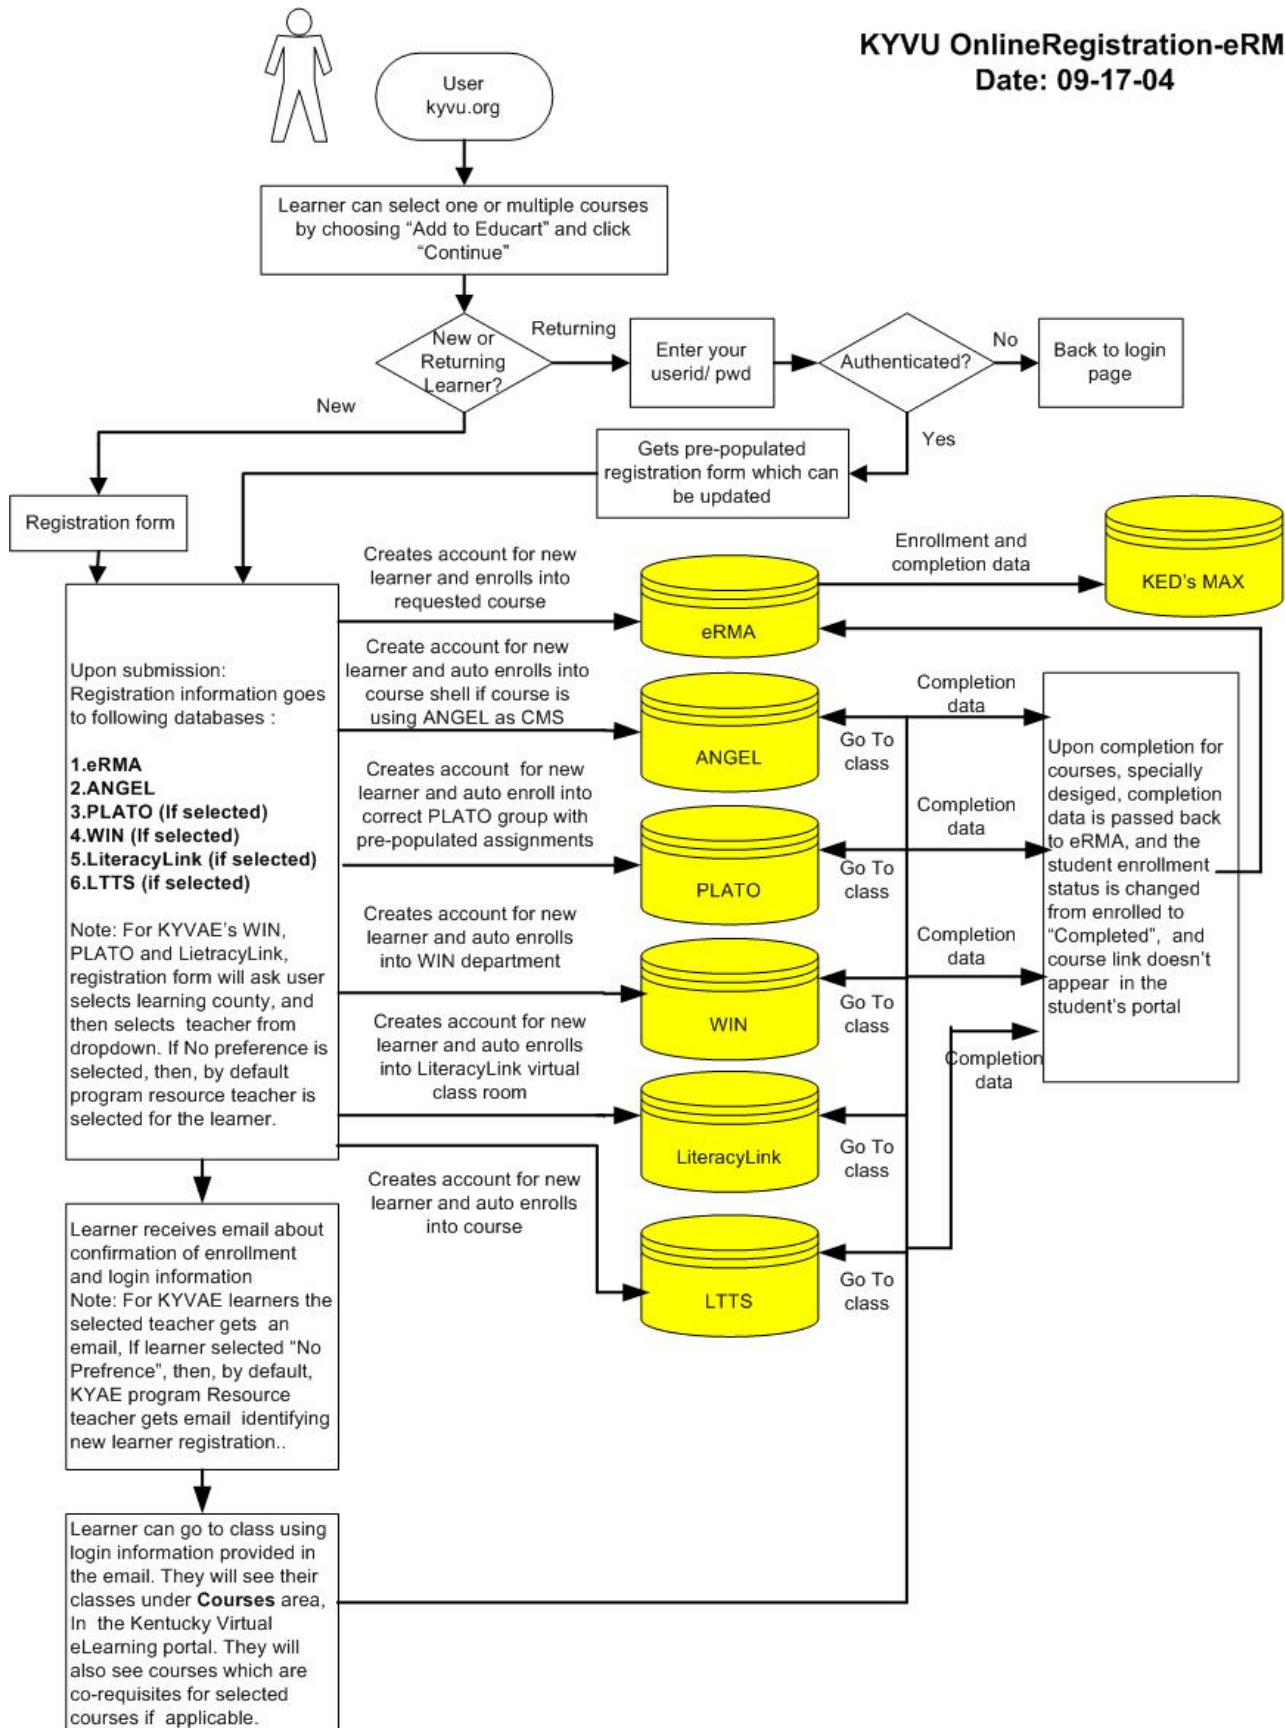 KYVU OnlineRegistration-eRM
Date: 09-17-04
User
kyvu.org
Learner can select one or multiple courses
by choosing “Add to Educart” and click
“Continue”
New or
Returning
Learner?
Returning
Enter your
userid/ pwd
Authenticated?
No
Back to login
page
New
Yes
Gets pre-populated
registration form which can
be updated
Registration form
Creates account for new
learner and enrolls into
requested course
eRMA
Enrollment and
completion data
KED's MAX
Upon submission:
Registration information goes
to following databases :
1.eRMA
2.ANGEL
3.PLATO (If selected)
4.WIN (If selected)
5.LiteracyLink (if selected)
6.LTTS (if selected)
Note: For KYVAE's WIN,
PLATO and LietracyLink,
registration form will ask user
selects learning county, and
then selects teacher from
dropdown. If No preference is
selected, then, by default
program resource teacher is
selected for the learner.
Create account for new
learner and auto enrolls into
course shell if course is
using ANGEL as CMS
ANGEL
Go To
class
Completion
data
Creates account for new
learner and auto enroll into
correct PLATO group with
pre-populated assignments
PLATO
Go To
class
Completion
data
Creates account for new
learner and auto enrolls
into WIN department
WIN
Go To
class
Completion
data
Creates account for new
learner and auto enrolls
into LiteracyLink virtual
class room
LiteracyLink
Go To
class
Completion
data
Creates account for new
learner and auto enrolls
into course
LTTS
Go To
class
Upon completion for
courses, specially
desiged, completion
data is passed back
to eRMA, and the
student enrollment
status is changed
from enrolled to
“Completed”, and
course link doesn't
appear in the
student's portal
Learner receives email about
confirmation of enrollment
and login information
Note: For KYVAE learners the
selected teacher gets an
email, If learner selected “No
Prefrence”, then, by default,
KYAE program Resource
teacher gets email identifying
new learner registration..
Learner can go to class using
login information provided in
the email. They will see their
classes under Courses area,
In the Kentucky Virtual
eLearning portal. They will
also see courses which are
co-requisites for selected
courses if applicable.